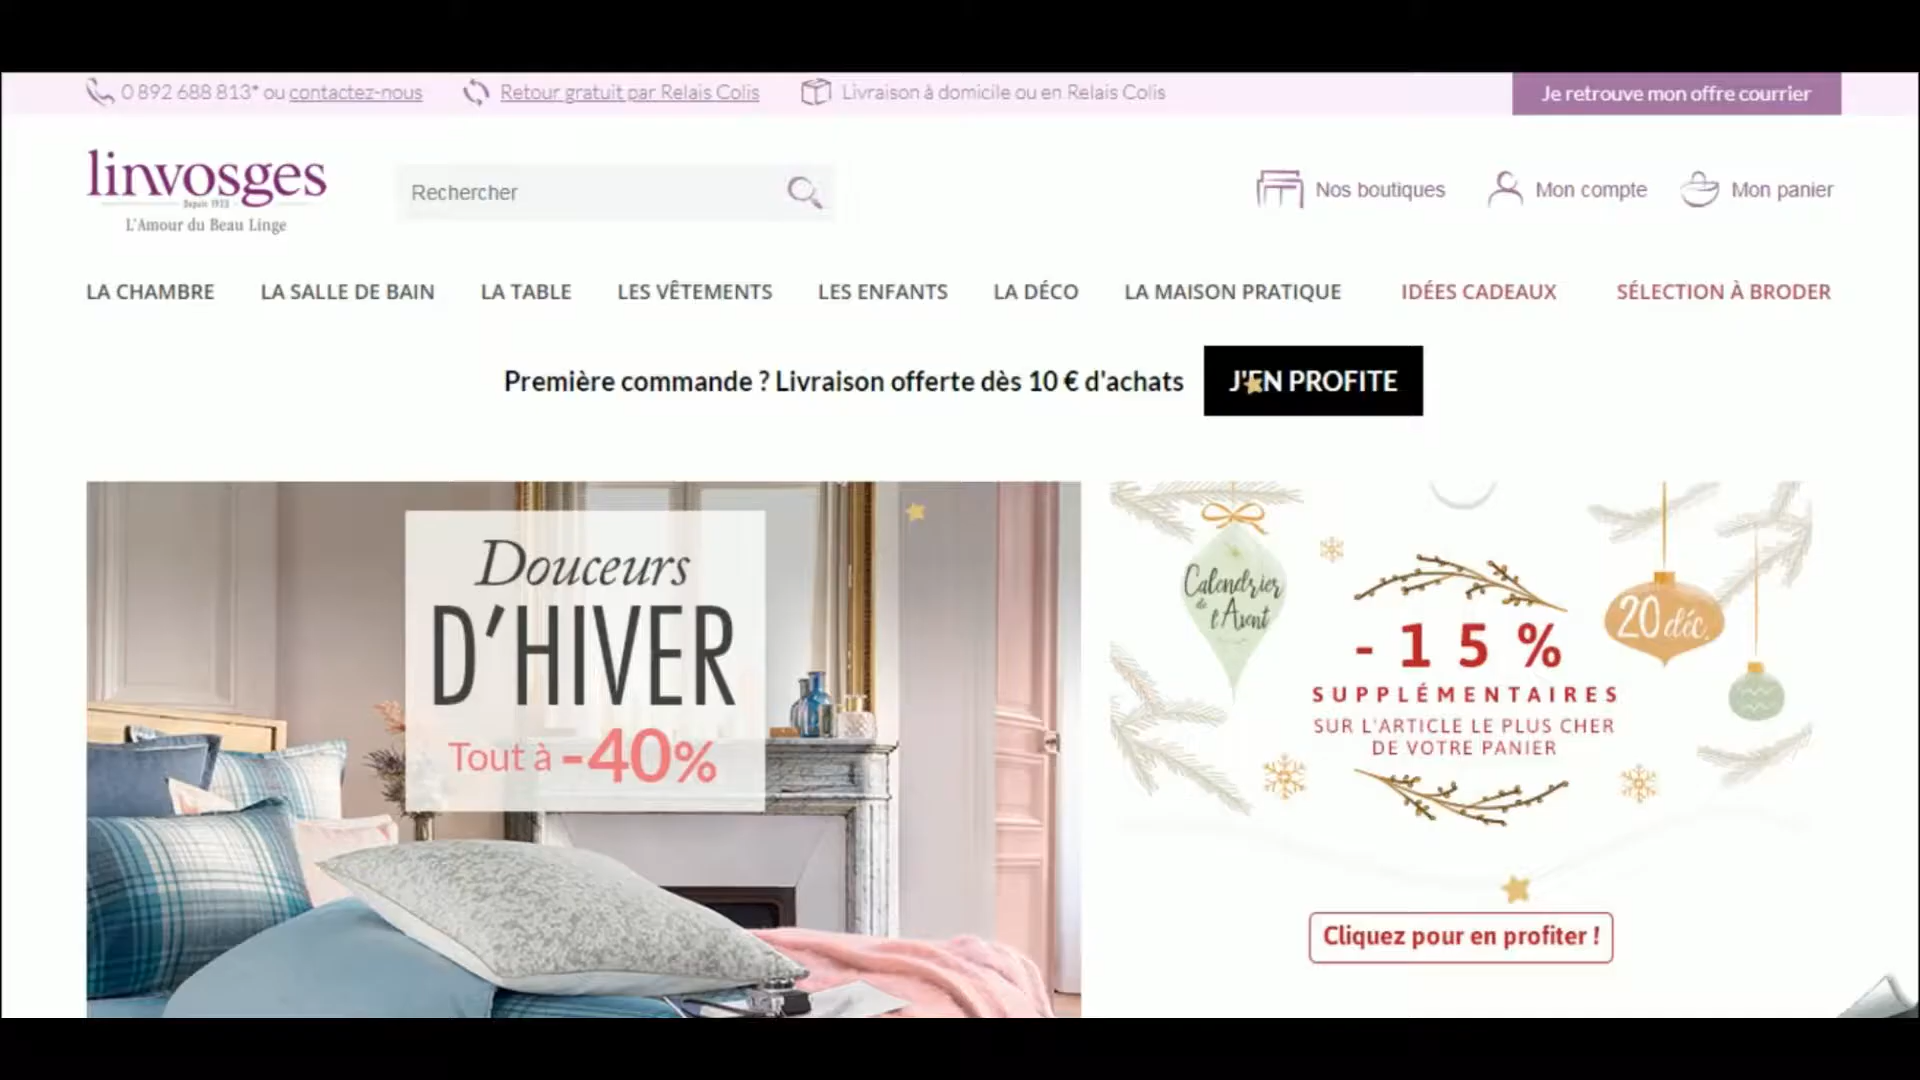 0 892 688 813* ou contactez-nous
Retour gratuit par Relais Colis
Livraison à domicile ou en Relais Colis
Je retrouve mon offre courrier
linvosges
Depuis 1923
L'Amour du Beau Linge
Rechercher
Nos boutiques
Mon compte
Mon panier
LA CHAMBRE
LA SALLE DE BAIN
LA TABLE
LES VÊTEMENTS
LES ENFANTS
LA DÉCO
LA MAISON PRATIQUE
IDÉES CADEAUX
SÉLECTION À BRODER
Première commande ? Livraison offerte dès 10 € d'achats
J'EN PROFITE
Douceurs
D'HIVER
Tout à -40%
Calendrier
de l'Avent
20 déc.
-15%
SUPPLÉMENTAIRES
SUR L'ARTICLE LE PLUS CHER
DE VOTRE PANIER
Cliquez pour en profiter !